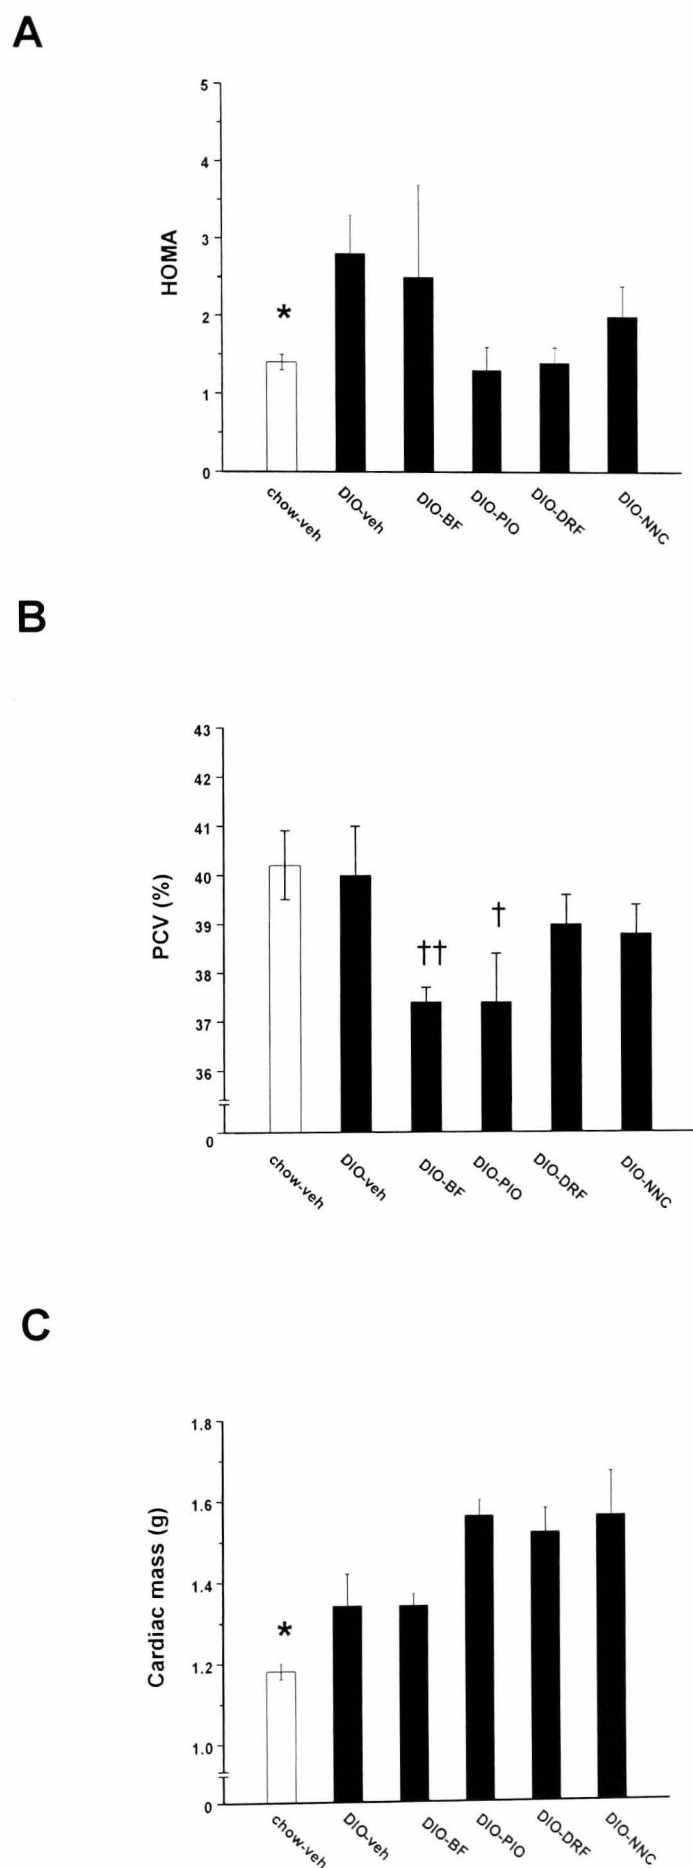 A
5
4
3
2
1
0
HOMA
*
chow-veh
DIO-veh
DIO-BF
DIO-PIO
DIO-DRF
DIO-NNC
B
43
42
41
40
39
38
37
36
0
PCV (%)
††
†
chow-veh
DIO-veh
DIO-BF
DIO-PIO
DIO-DRF
DIO-NNC
C
1.8
1.6
1.4
1.2
1.0
0
Cardiac mass (g)
*
chow-veh
DIO-veh
DIO-BF
DIO-PIO
DIO-DRF
DIO-NNC